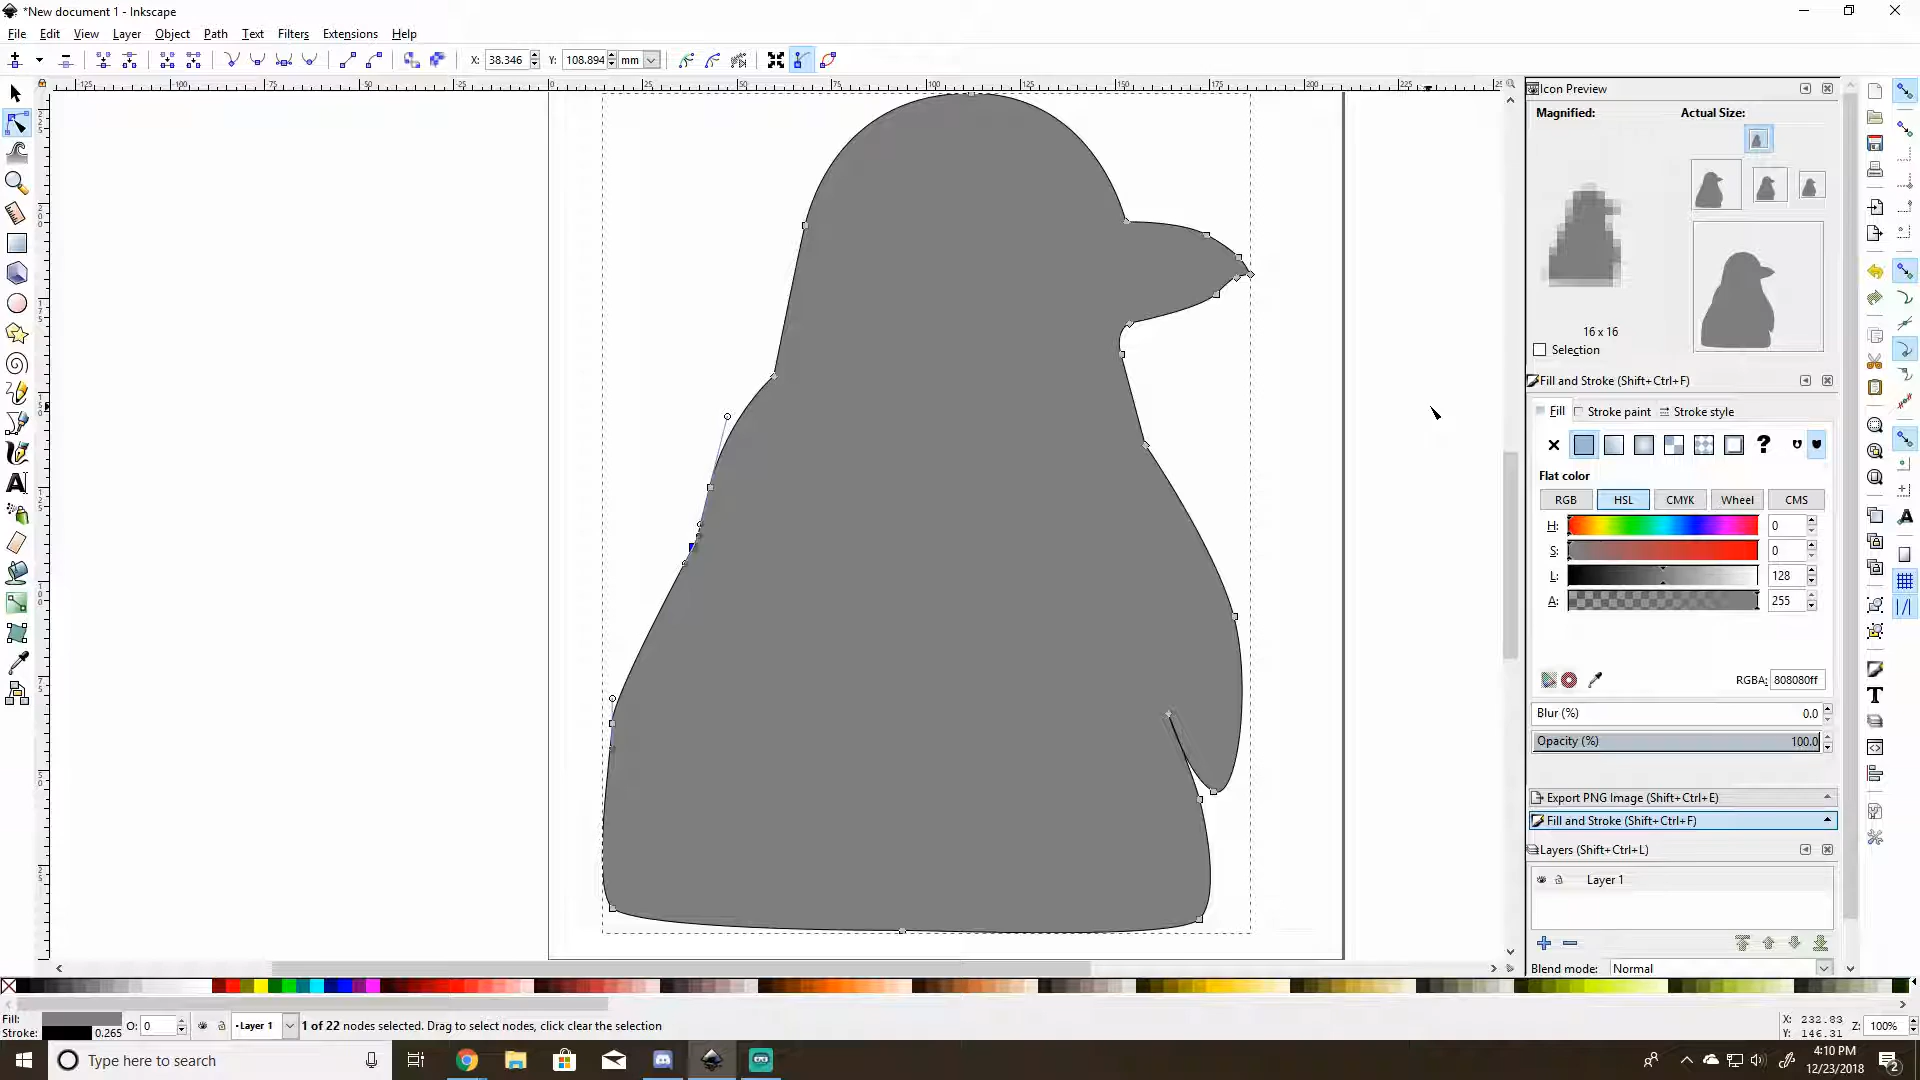 *New document 1 - Inkscape
File Edit View Layer Object Path Text Filters Extensions Help
X: 38.346 Y: 108.894 mm
Icon Preview
Magnified: Actual Size:
16 x 16
Selection
Fill and Stroke (Shift+Ctrl+F)
Fill Stroke paint Stroke style
Flat color
RGB HSL CMYK Wheel CMS
H: 0
S: 0
L: 128
A: 255
RGBA: 808080ff
Blur (%) 0.0
Opacity (%) 100.0
Export PNG Image (Shift+Ctrl+E)
Fill and Stroke (Shift+Ctrl+F)
Layers (Shift+Ctrl+L)
Layer 1
Blend mode: Normal
Fill:
Stroke: 0.265 O: 0 Layer 1 1 of 22 nodes selected. Drag to select nodes, click clear the selection
X: 232.83
Y: 146.31 Z: 100%
Type here to search
4:10 PM
12/23/2018
2